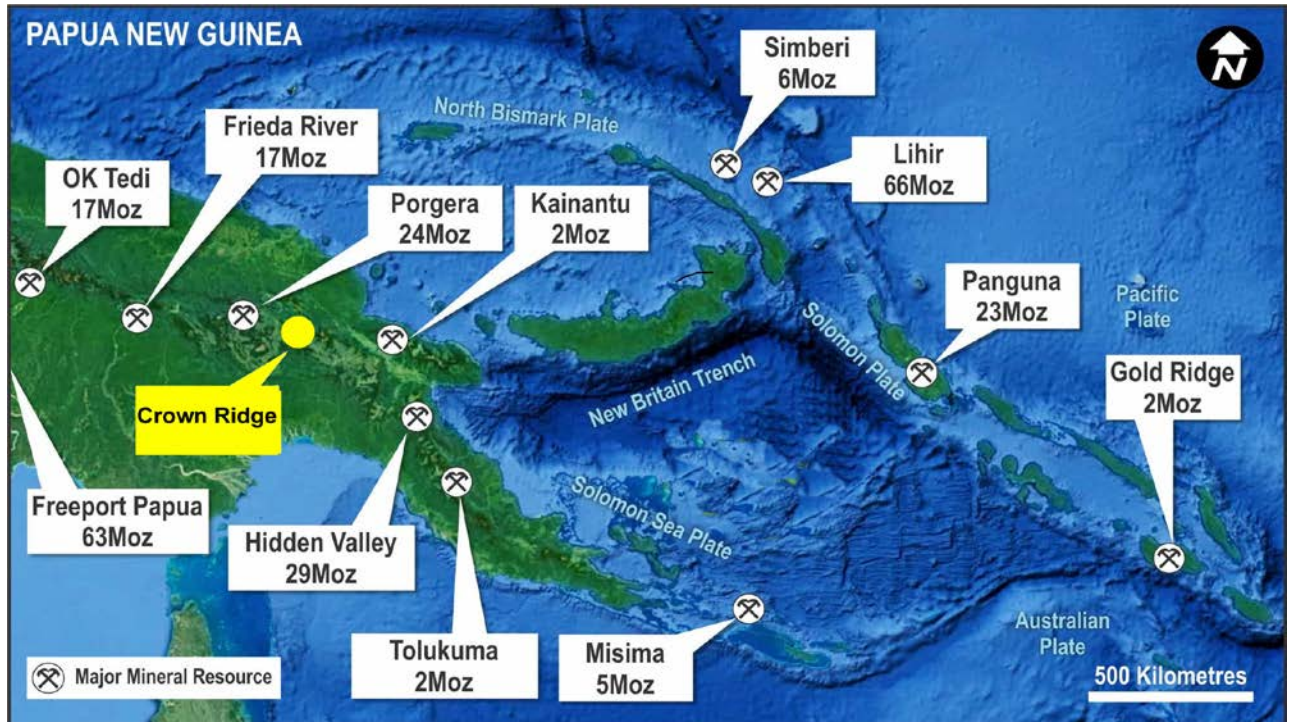 PAPUA NEW GUINEA
Simberi
6Moz
N
North Bismark Plate
Frieda River
17Moz
Lihir
66Moz
OK Tedi
17Moz
Porgera
24Moz
Kainantu
2Moz
Panguna
23Moz
Pacific
Plate
Solomon Plate
Gold Ridge
2Moz
New Britain Trench
Crown Ridge
Freeport Papua
63Moz
Solomon Sea Plate
Hidden Valley
29Moz
Australian
Plate
Tolukuma
2Moz
Misima
5Moz
Major Mineral Resource
500 Kilometres